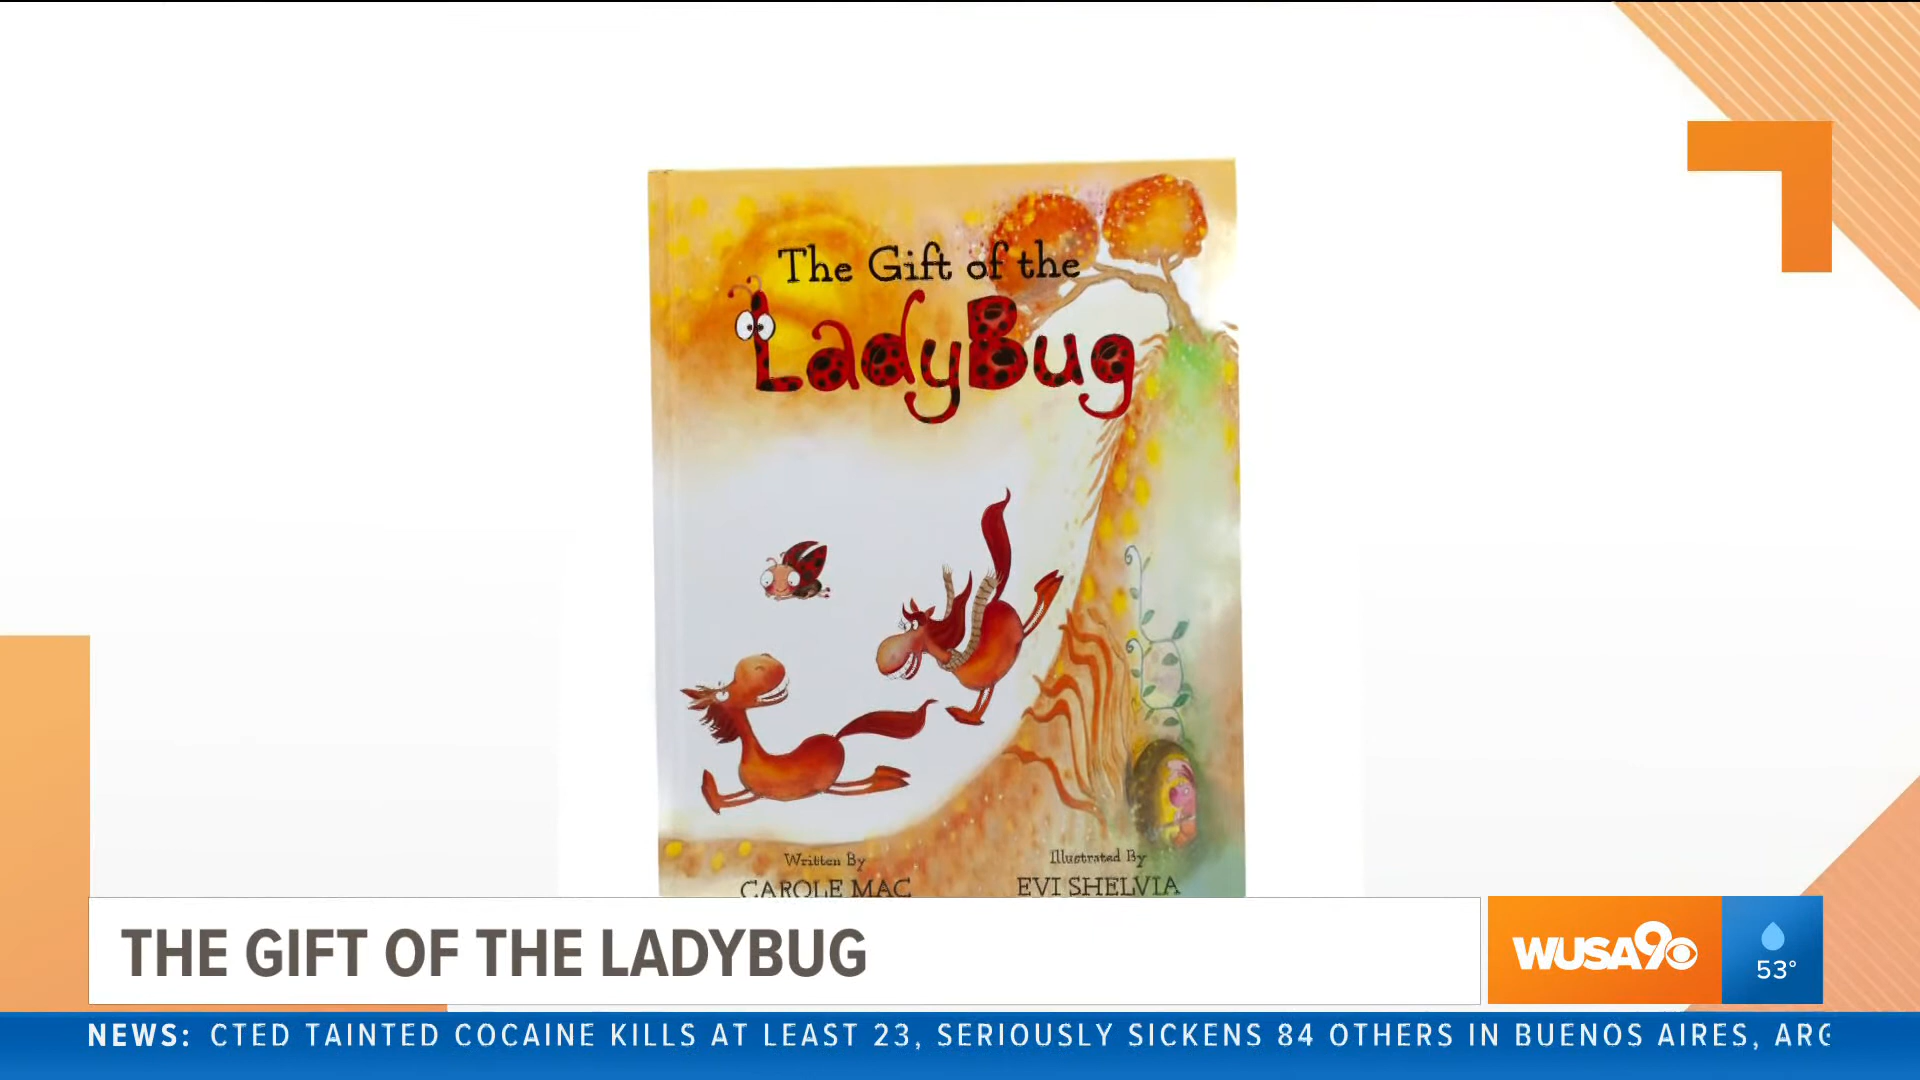 The Gift of the
LadyBug
Written By
CAROLE MAC
Illustrated By
EVI SHELVIA
THE GIFT OF THE LADYBUG
WUSA9
53°
NEWS: CTED TAINTED COCAINE KILLS AT LEAST 23, SERIOUSLY SICKENS 84 OTHERS IN BUENOS AIRES, ARG